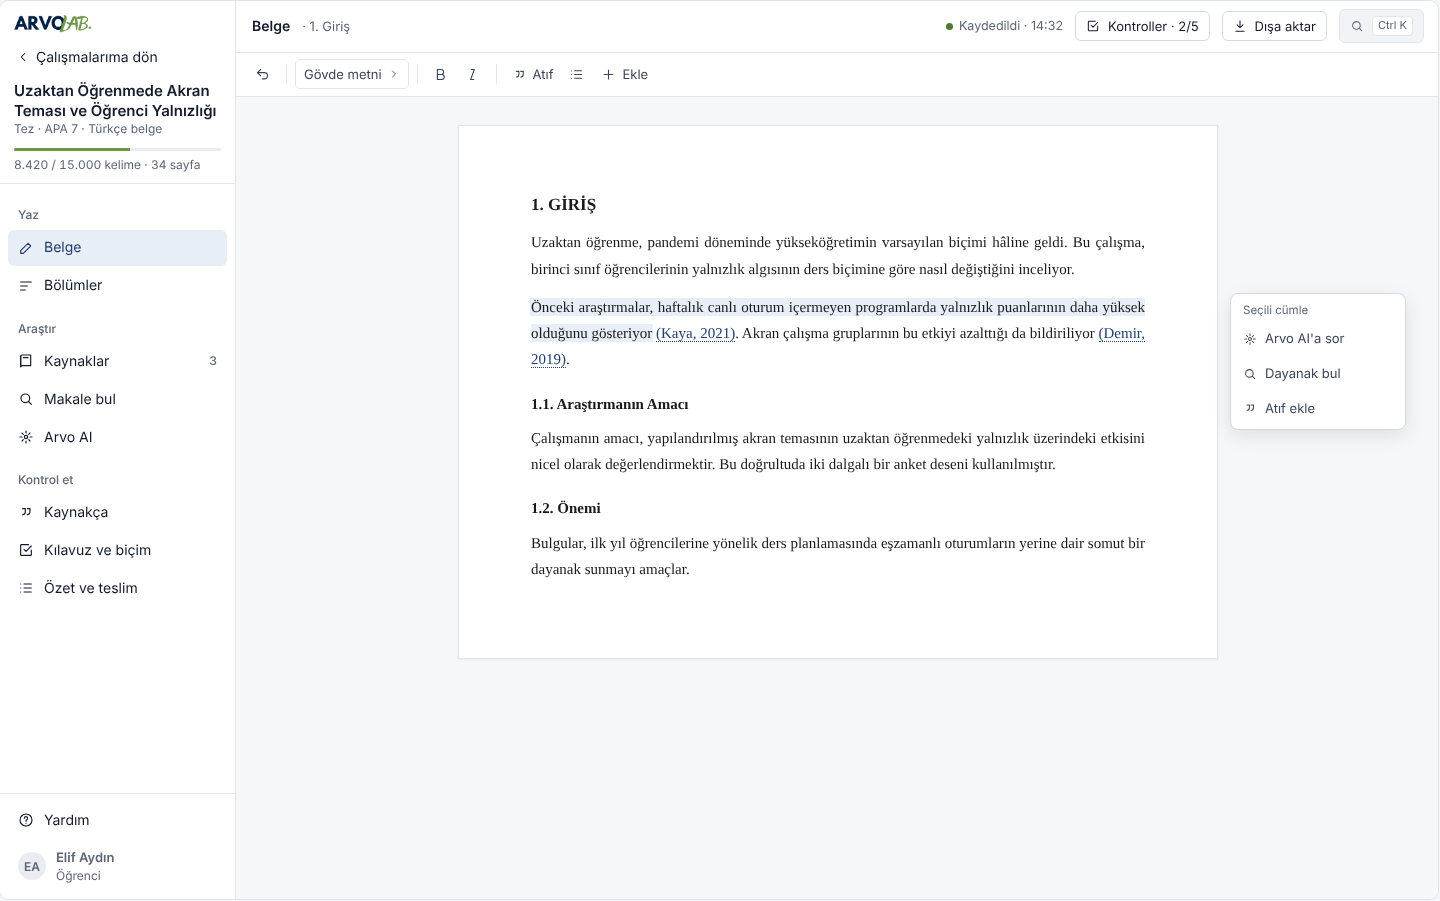 ARVOLAB.
Çalışmalarıma dön
Uzaktan Öğrenmede Akran
Teması ve Öğrenci Yalnızlığı
Tez · APA 7 · Türkçe belge
8.420 / 15.000 kelime · 34 sayfa
Yaz
Belge
Bölümler
Araştır
Kaynaklar 3
Makale bul
Arvo AI
Kontrol et
Kaynakça
Kılavuz ve biçim
Özet ve teslim
Yardım
EA
Elif Aydın
Öğrenci
Belge · 1. Giriş
Kaydedildi · 14:32
Kontroller · 2/5
Dışa aktar
Ctrl K
Gövde metni
B
I
Atıf
Ekle
1. GİRİŞ
Uzaktan öğrenme, pandemi döneminde yükseköğretimin varsayılan biçimi hâline geldi. Bu çalışma,
birinci sınıf öğrencilerinin yalnızlık algısının ders biçimine göre nasıl değiştiğini inceliyor.
Önceki araştırmalar, haftalık canlı oturum içermeyen programlarda yalnızlık puanlarının daha yüksek
olduğunu gösteriyor (Kaya, 2021). Akran çalışma gruplarının bu etkiyi azalttığı da bildiriliyor (Demir,
2019).
1.1. Araştırmanın Amacı
Çalışmanın amacı, yapılandırılmış akran temasının uzaktan öğrenmedeki yalnızlık üzerindeki etkisini
nicel olarak değerlendirmektir. Bu doğrultuda iki dalgalı bir anket deseni kullanılmıştır.
1.2. Önemi
Bulgular, ilk yıl öğrencilerine yönelik ders planlamasında eşzamanlı oturumların yerine dair somut bir
dayanak sunmayı amaçlar.
Seçili cümle
Arvo AI'a sor
Dayanak bul
Atıf ekle